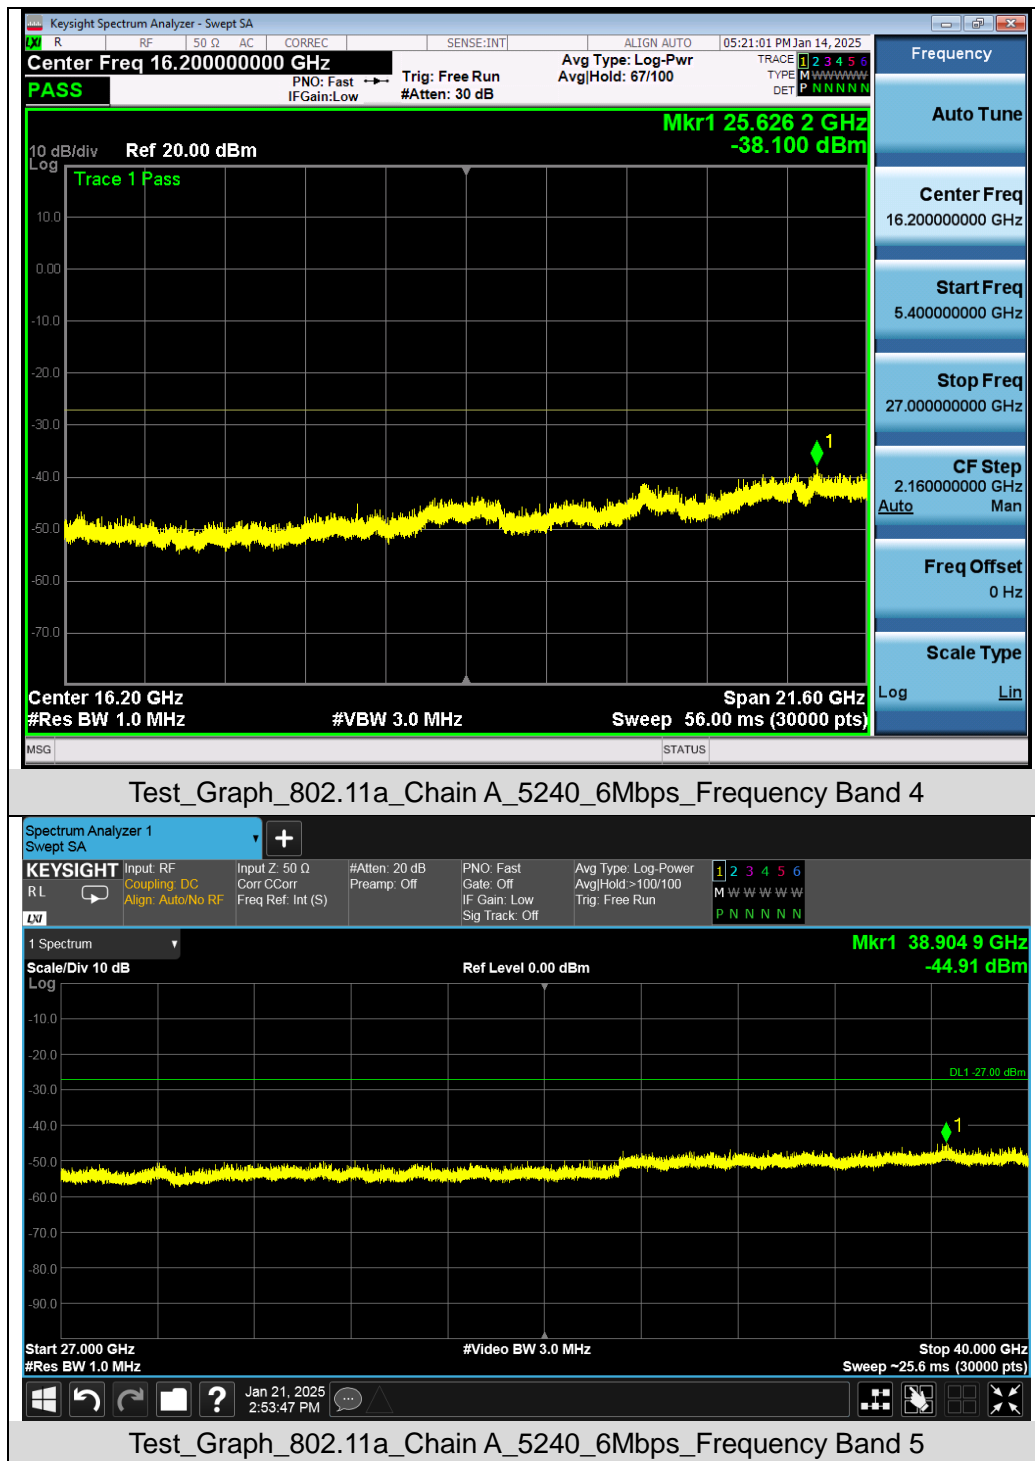 Keysight Spectrum Analyzer - Swept SA
LXI R RF 50 Ω AC CORREC SENSE:INT ALIGN AUTO 05:21:01 PM Jan 14, 2025
Center Freq 16.200000000 GHz
PASS
PNO: Fast
IFGain:Low
Trig: Free Run
#Atten: 30 dB
Avg Type: Log-Pwr
Avg|Hold: 67/100
TRACE 1 2 3 4 5 6
TYPE M W W W W W
DET P N N N N N
Mkr1 25.626 2 GHz
-38.100 dBm
10 dB/div Ref 20.00 dBm
Log
Trace 1 Pass
10.0
0.00
-10.0
-20.0
-30.0
1
-40.0
-50.0
-60.0
-70.0
Center 16.20 GHz Span 21.60 GHz
#Res BW 1.0 MHz #VBW 3.0 MHz Sweep 56.00 ms (30000 pts)
MSG STATUS
Frequency
Auto Tune
Center Freq
16.200000000 GHz
Start Freq
5.400000000 GHz
Stop Freq
27.000000000 GHz
CF Step
2.160000000 GHz
Auto Man
Freq Offset
0 Hz
Scale Type
Log Lin
Test_Graph_802.11a_Chain A_5240_6Mbps_Frequency Band 4
Spectrum Analyzer 1
Swept SA
+
KEYSIGHT
R L
LXI
Input: RF
Coupling: DC
Align: Auto/No RF
Input Z: 50 Ω
Corr CCorr
Freq Ref: Int (S)
#Atten: 20 dB
Preamp: Off
PNO: Fast
Gate: Off
IF Gain: Low
Sig Track: Off
Avg Type: Log-Power
Avg|Hold:>100/100
Trig: Free Run
1 2 3 4 5 6
M W W W W W
P N N N N N
1 Spectrum
Mkr1 38.904 9 GHz
-44.91 dBm
Scale/Div 10 dB Ref Level 0.00 dBm
Log
-10.0
-20.0
DL1 -27.00 dBm
-30.0
-40.0
1
-50.0
-60.0
-70.0
-80.0
-90.0
Start 27.000 GHz #Video BW 3.0 MHz Stop 40.000 GHz
#Res BW 1.0 MHz Sweep ~25.6 ms (30000 pts)
?
Jan 21, 2025
2:53:47 PM
Test_Graph_802.11a_Chain A_5240_6Mbps_Frequency Band 5